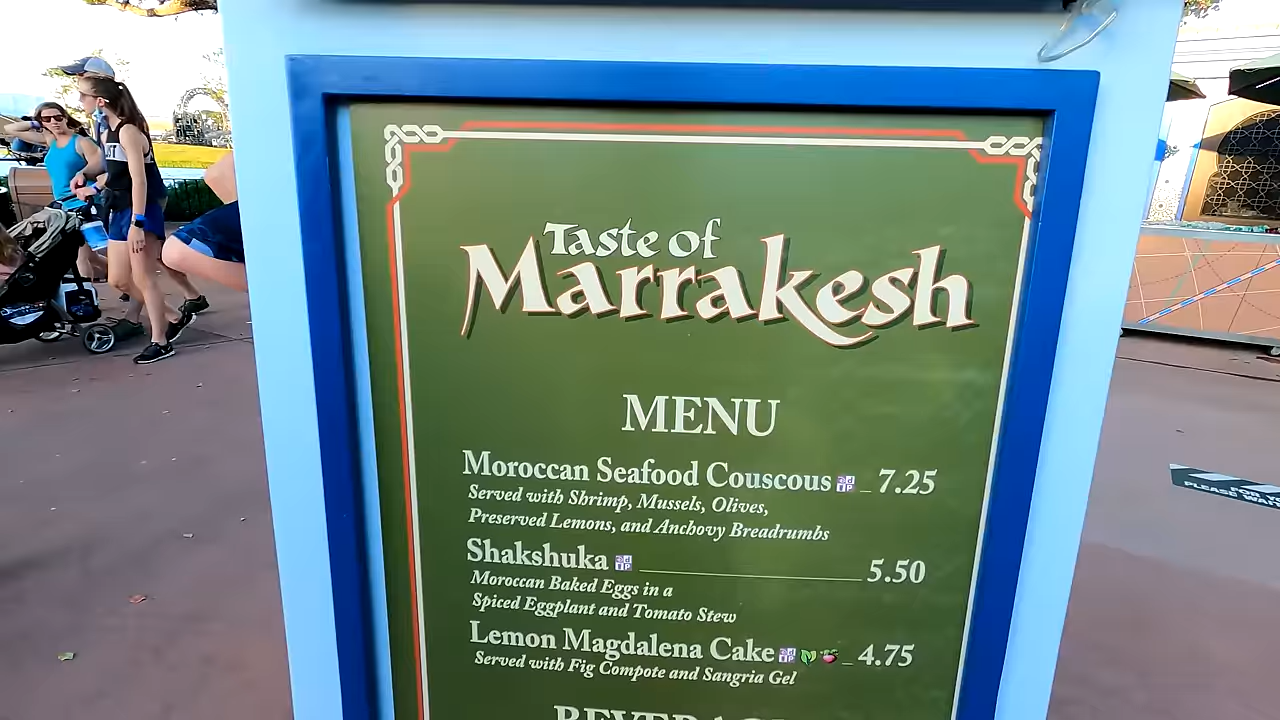 Taste of
Marrakesh
MENU
Moroccan Seafood Couscous 7.25
Served with Shrimp, Mussels, Olives,
Preserved Lemons, and Anchovy Breadrumbs
Shakshuka 5.50
Moroccan Baked Eggs in a
Spiced Eggplant and Tomato Stew
Lemon Magdalena Cake 4.75
Served with Fig Compote and Sangria Gel
FOR
PLEASE